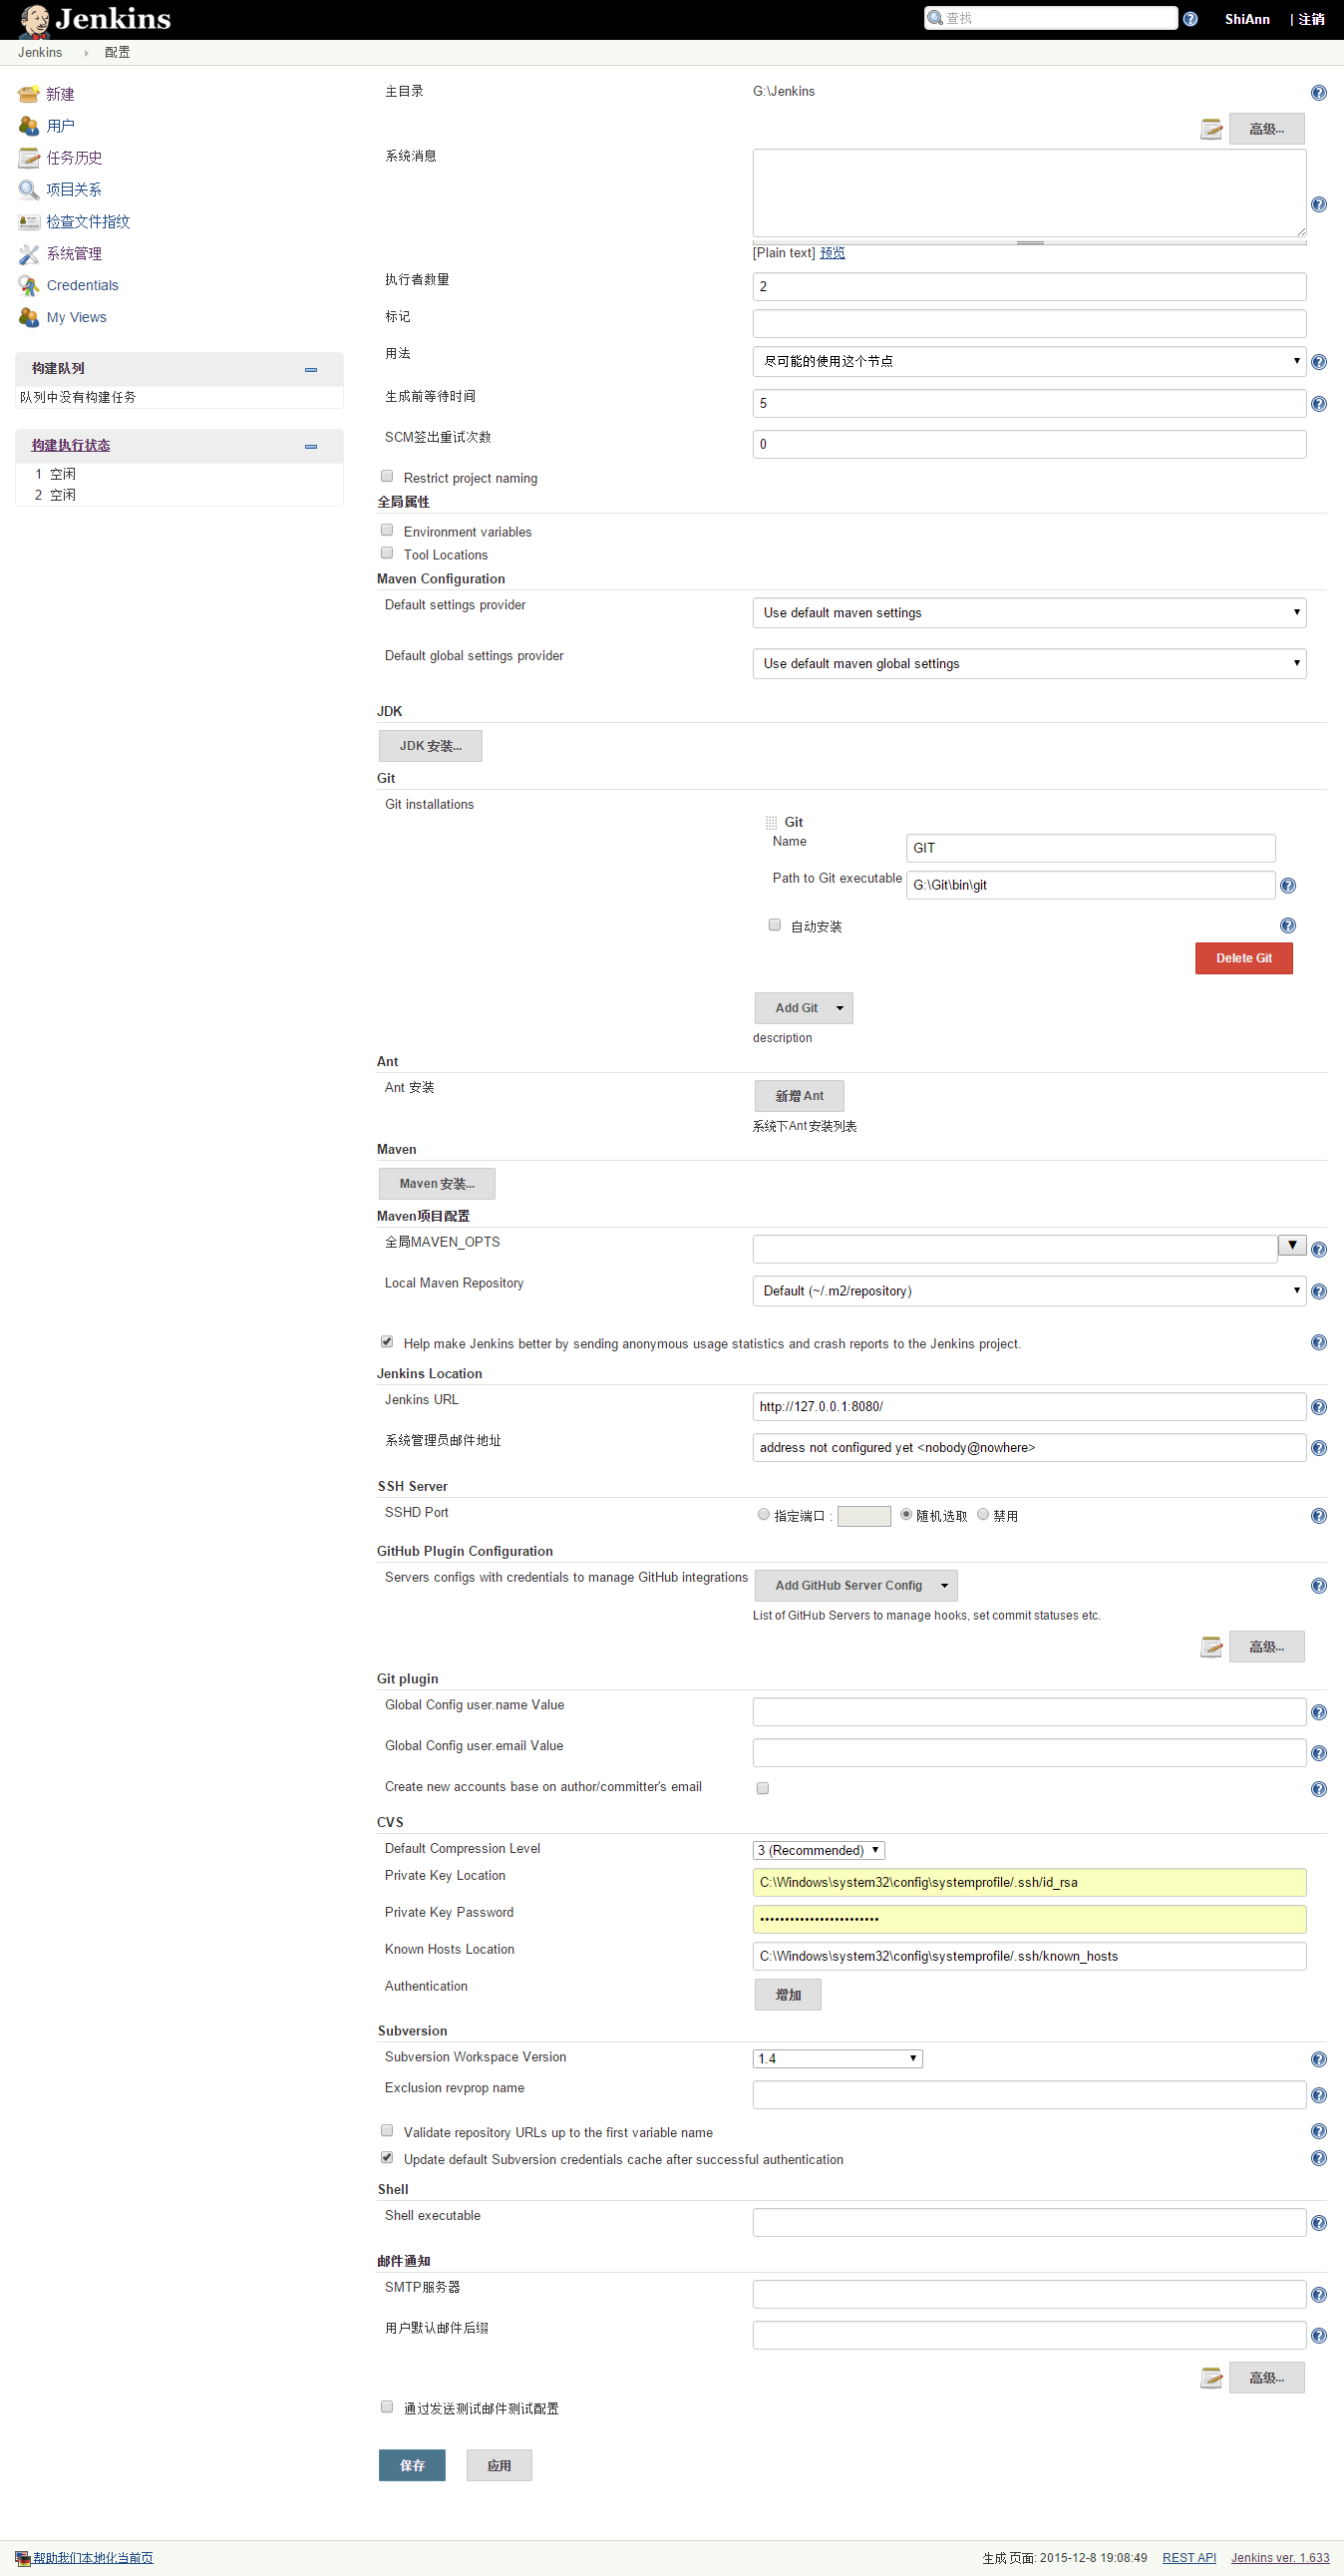 Jenkins
查找
ShiAnn
| 注销
Jenkins
配置
新建
用户
任务历史
项目关系
检查文件指纹
系统管理
Credentials
My Views
构建队列
队列中没有构建任务
构建执行状态
1 空闲
2 空闲
主目录 G:\Jenkins
高级...
系统消息
[Plain text] 预览
执行者数量 2
标记
用法 尽可能的使用这个节点
生成前等待时间 5
SCM签出重试次数 0
Restrict project naming
全局属性
Environment variables
Tool Locations
Maven Configuration
Default settings provider Use default maven settings
Default global settings provider Use default maven global settings
JDK
JDK 安装...
Git
Git installations
Git
Name GIT
Path to Git executable G:\Git\bin\git
自动安装
Delete Git
Add Git
description
Ant
Ant 安装 新增 Ant
系统下Ant 安装列表
Maven
Maven 安装...
Maven项目配置
全局MAVEN_OPTS
Local Maven Repository Default (~/.m2/repository)
Help make Jenkins better by sending anonymous usage statistics and crash reports to the Jenkins project.
Jenkins Location
Jenkins URL http://127.0.0.1:8080/
系统管理员邮件地址 address not configured yet <nobody@nowhere>
SSH Server
SSHD Port 指定端口 : 随机选取 禁用
GitHub Plugin Configuration
Servers configs with credentials to manage GitHub integrations Add GitHub Server Config
List of GitHub Servers to manage hooks, set commit statuses etc.
高级...
Git plugin
Global Config user.name Value
Global Config user.email Value
Create new accounts base on author/committer's email
CVS
Default Compression Level 3 (Recommended)
Private Key Location C:\Windows\system32\config\systemprofile/.ssh/id_rsa
Private Key Password ••••••••••••••••••••••••
Known Hosts Location C:\Windows\system32\config\systemprofile/.ssh/known_hosts
Authentication 增加
Subversion
Subversion Workspace Version 1.4
Exclusion revprop name
Validate repository URLs up to the first variable name
Update default Subversion credentials cache after successful authentication
Shell
Shell executable
邮件通知
SMTP服务器
用户默认邮件后缀
高级...
通过发送测试邮件测试配置
保存 应用
帮助我们本地化当前页
生成 页面: 2015-12-8 19:08:49 REST API Jenkins ver. 1.633